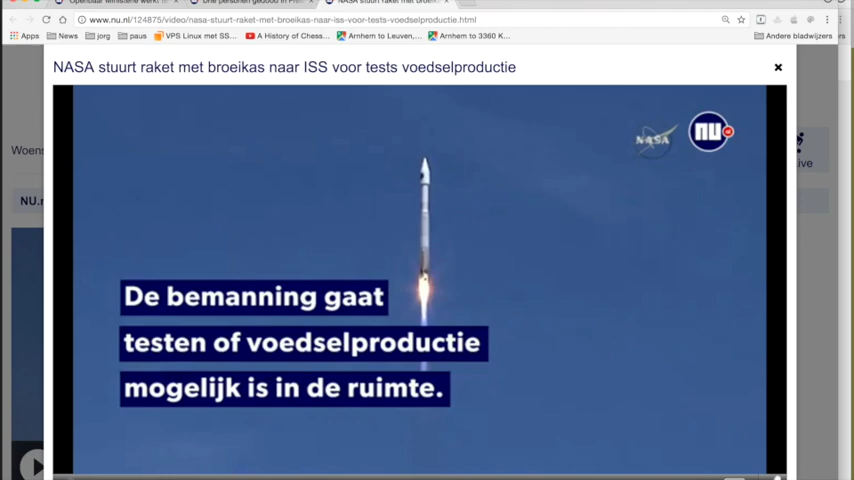 www.nu.nl/124875/video/nasa-stuurt-raket-met-broeikas-naar-iss-voor-tests-voedselproductie.html
Apps News jorg paus VPS Linux met SS... A History of Chess... Arnhem to Leuven,... Arnhem to 3360 K... Andere bladwijzers
NASA stuurt raket met broeikas naar ISS voor tests voedselproductie
NASA nu
Woens
NU.n
De bemanning gaat
testen of voedselproductie
mogelijk is in de ruimte.